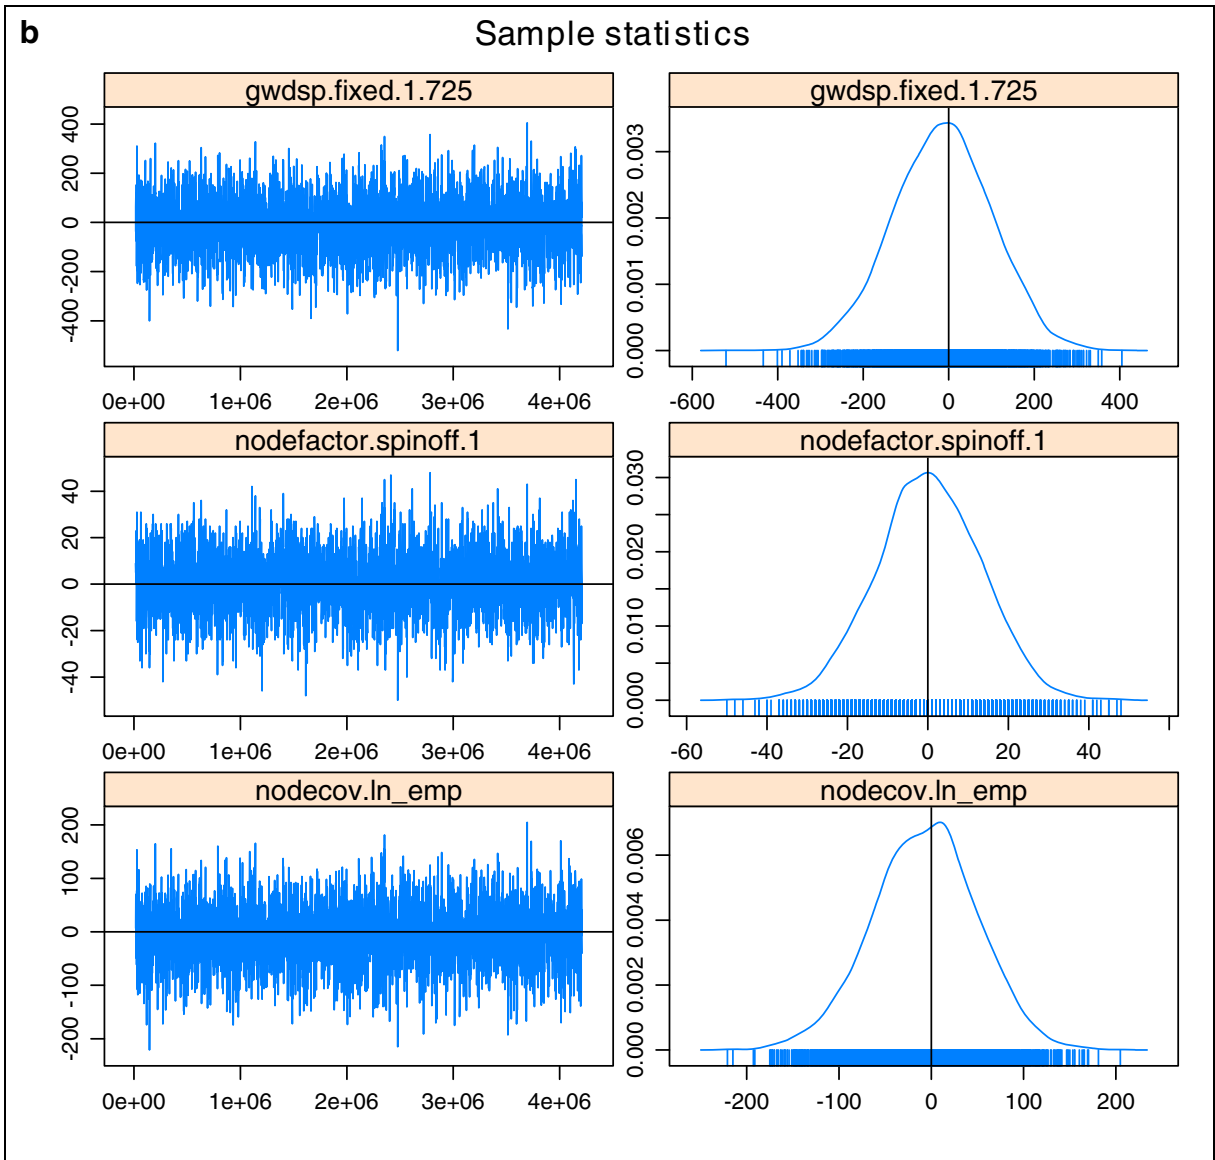 b
Sample statistics
gwdsp.fixed.1.725
gwdsp.fixed.1.725
400
200
0
-200
-400
0e+00 1e+06 2e+06 3e+06 4e+06
0.003
0.002
0.001
0.000
-600 -400 -200 0 200 400
nodefactor.spinoff.1
nodefactor.spinoff.1
40
20
0
-20
-40
0e+00 1e+06 2e+06 3e+06 4e+06
0.030
0.020
0.010
0.000
-60 -40 -20 0 20 40
nodecov.ln_emp
nodecov.ln_emp
200
100
0
-100
-200
0e+00 1e+06 2e+06 3e+06 4e+06
0.006
0.004
0.002
0.000
-200 -100 0 100 200